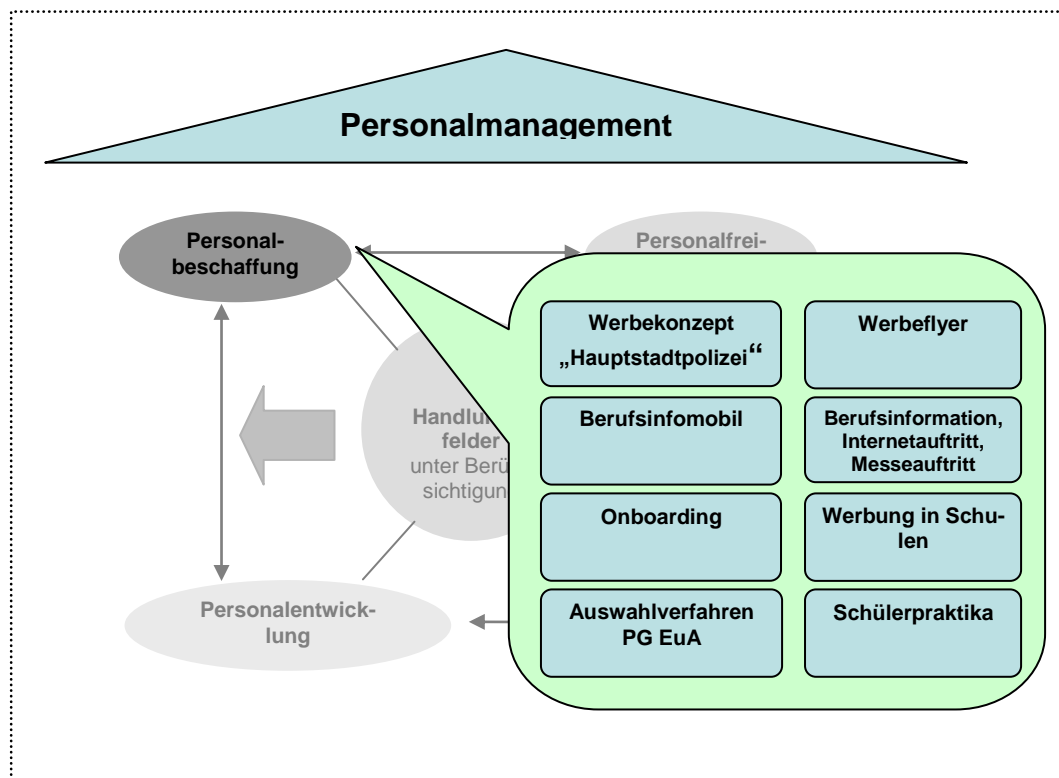 Personalmanagement
Personal-
beschaffung
Personalfrei-
Handlun
felder
unter Berü
sichtigun
Personalentwick-
lung
Werbekonzept
„Hauptstadtpolizei“
Werbeflyer
Berufsinfomobil
Berufsinformation,
Internetauftritt,
Messeauftritt
Onboarding
Werbung in Schu-
len
Auswahlverfahren
PG EuA
Schülerpraktika